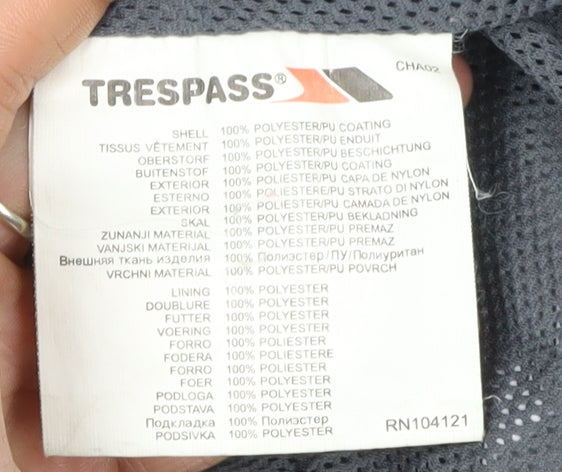 CHA02
TRESPASS®
SHELL 100% POLYESTER/PU COATING
TISSUS VÊTEMENT 100% POLYESTER/PU ENDUIT
OBERSTORF 100% POLYESTER/PU BESCHICHTUNG
BUITENSTOF 100% POLYESTER/PU COATING
EXTERIOR 100% POLIESTER/PU CAPA DE NYLON
ESTERNO 100% POLIESTERE/PU STRATO DI NYLON
EXTERIOR 100% POLIESTER/PU CAMADA DE NYLON
SKAL 100% POLYESTER/PU BEKLADNING
ZUNANJI MATERIAL 100% POLYESTER/PU PREMAZ
VANJSKI MATERIJAL 100% POLYESTER/PU PREMAZ
Внешняя ткань изделия 100% Полиэстер /ПУ/Полиуритан
VRCHNI MATERIAL 100% POLYESTER/PU POVRCH
LINING 100% POLYESTER
DOUBLURE 100% POLYESTER
FUTTER 100% POLYESTER
VOERING 100% POLYESTER
FORRO 100% POLIESTER
FODERA 100% POLIESTERE
FORRO 100% POLIESTER
FOER 100% POLYESTER
PODLOGA 100% POLYESTER
PODSTAVA 100% POLYESTER
Подкладка 100% Полиэстер
PODSIVKA 100% POLYESTER
RN104121